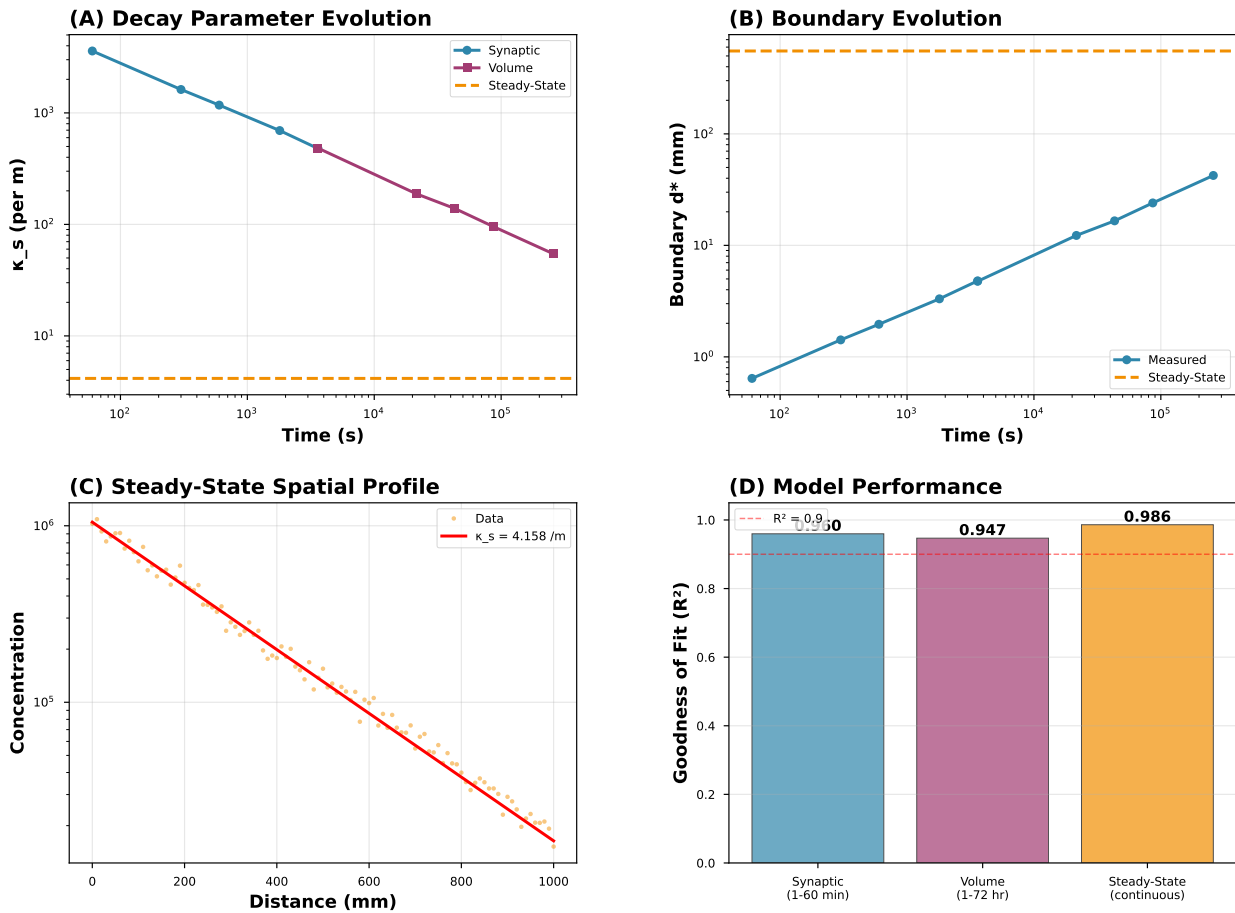 (A) Decay Parameter Evolution
κ_s (per m)
10³
10²
10¹
Synaptic
Volume
Steady-State
10² 10³ 10⁴ 10⁵
Time (s)
(B) Boundary Evolution
Boundary d* (mm)
10²
10¹
10⁰
Measured
Steady-State
10² 10³ 10⁴ 10⁵
Time (s)
(C) Steady-State Spatial Profile
Concentration
10⁶
10⁵
Data
κ_s = 4.158 /m
0 200 400 600 800 1000
Distance (mm)
(D) Model Performance
Goodness of Fit (R²)
1.0
0.8
0.6
0.4
0.2
0.0
R² = 0.9
0.960
0.947
0.986
Synaptic
(1-60 min)
Volume
(1-72 hr)
Steady-State
(continuous)